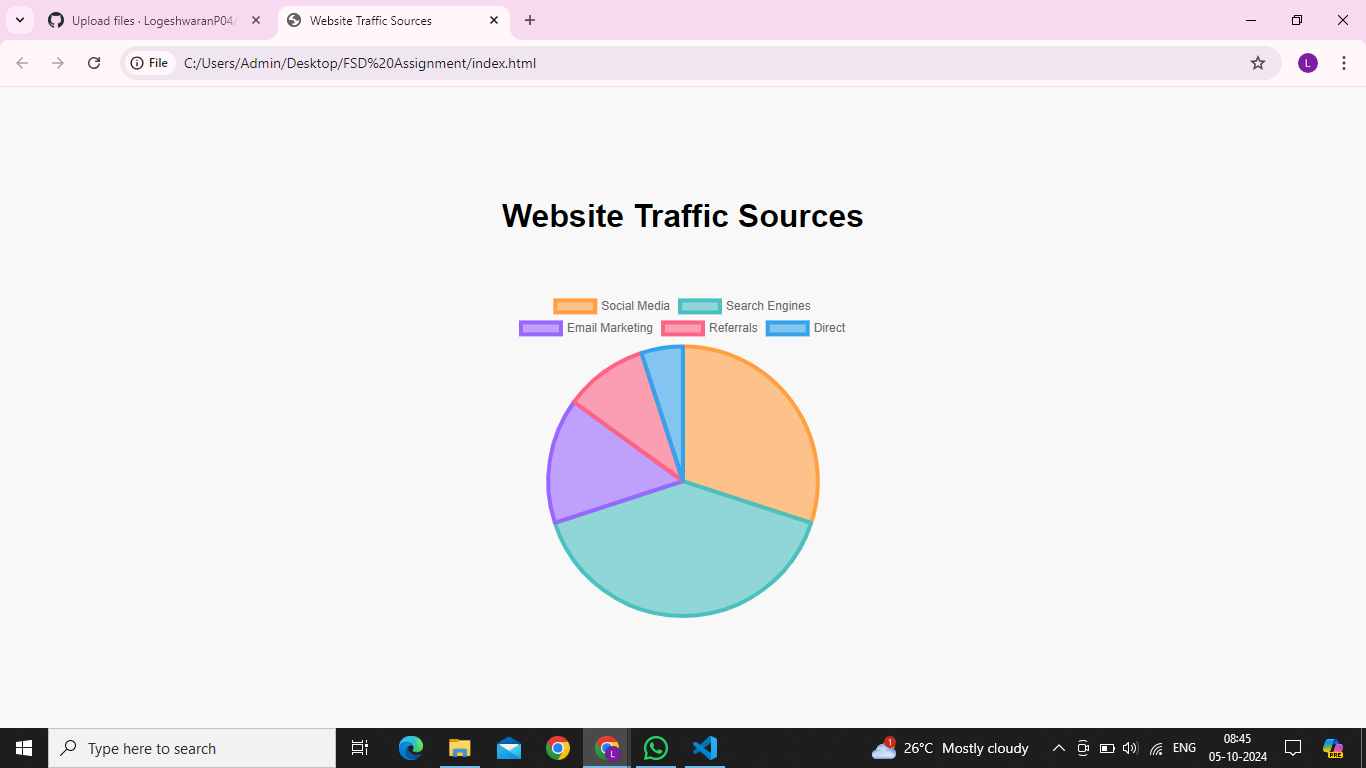 Upload files · LogeshwaranP04/
Website Traffic Sources
File
C:/Users/Admin/Desktop/FSD%20Assignment/index.html
L
Website Traffic Sources
Social Media
Search Engines
Email Marketing
Referrals
Direct
Type here to search
L
1
26°C Mostly cloudy
ENG
08:45
05-10-2024
PRE